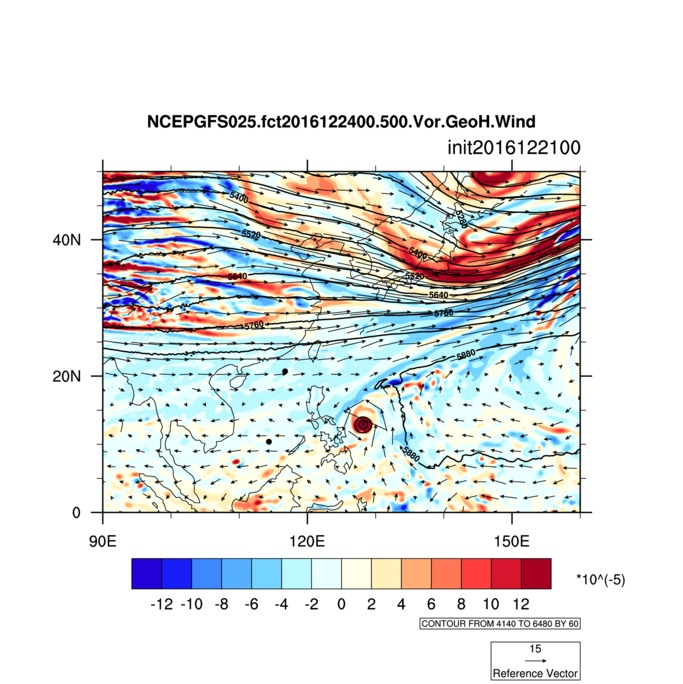 NCEPGFS025.fct2016122400.500.Vor.GeoH.Wind
init2016122100
5400
5280
5520
5400
5640
5520
5640
5760
5760
5880
5880
40N
20N
0
90E 120E 150E
-12 -10 -8 -6 -4 -2 0 2 4 6 8 10 12
*10^(-5)
CONTOUR FROM 4140 TO 6480 BY 60
15
Reference Vector